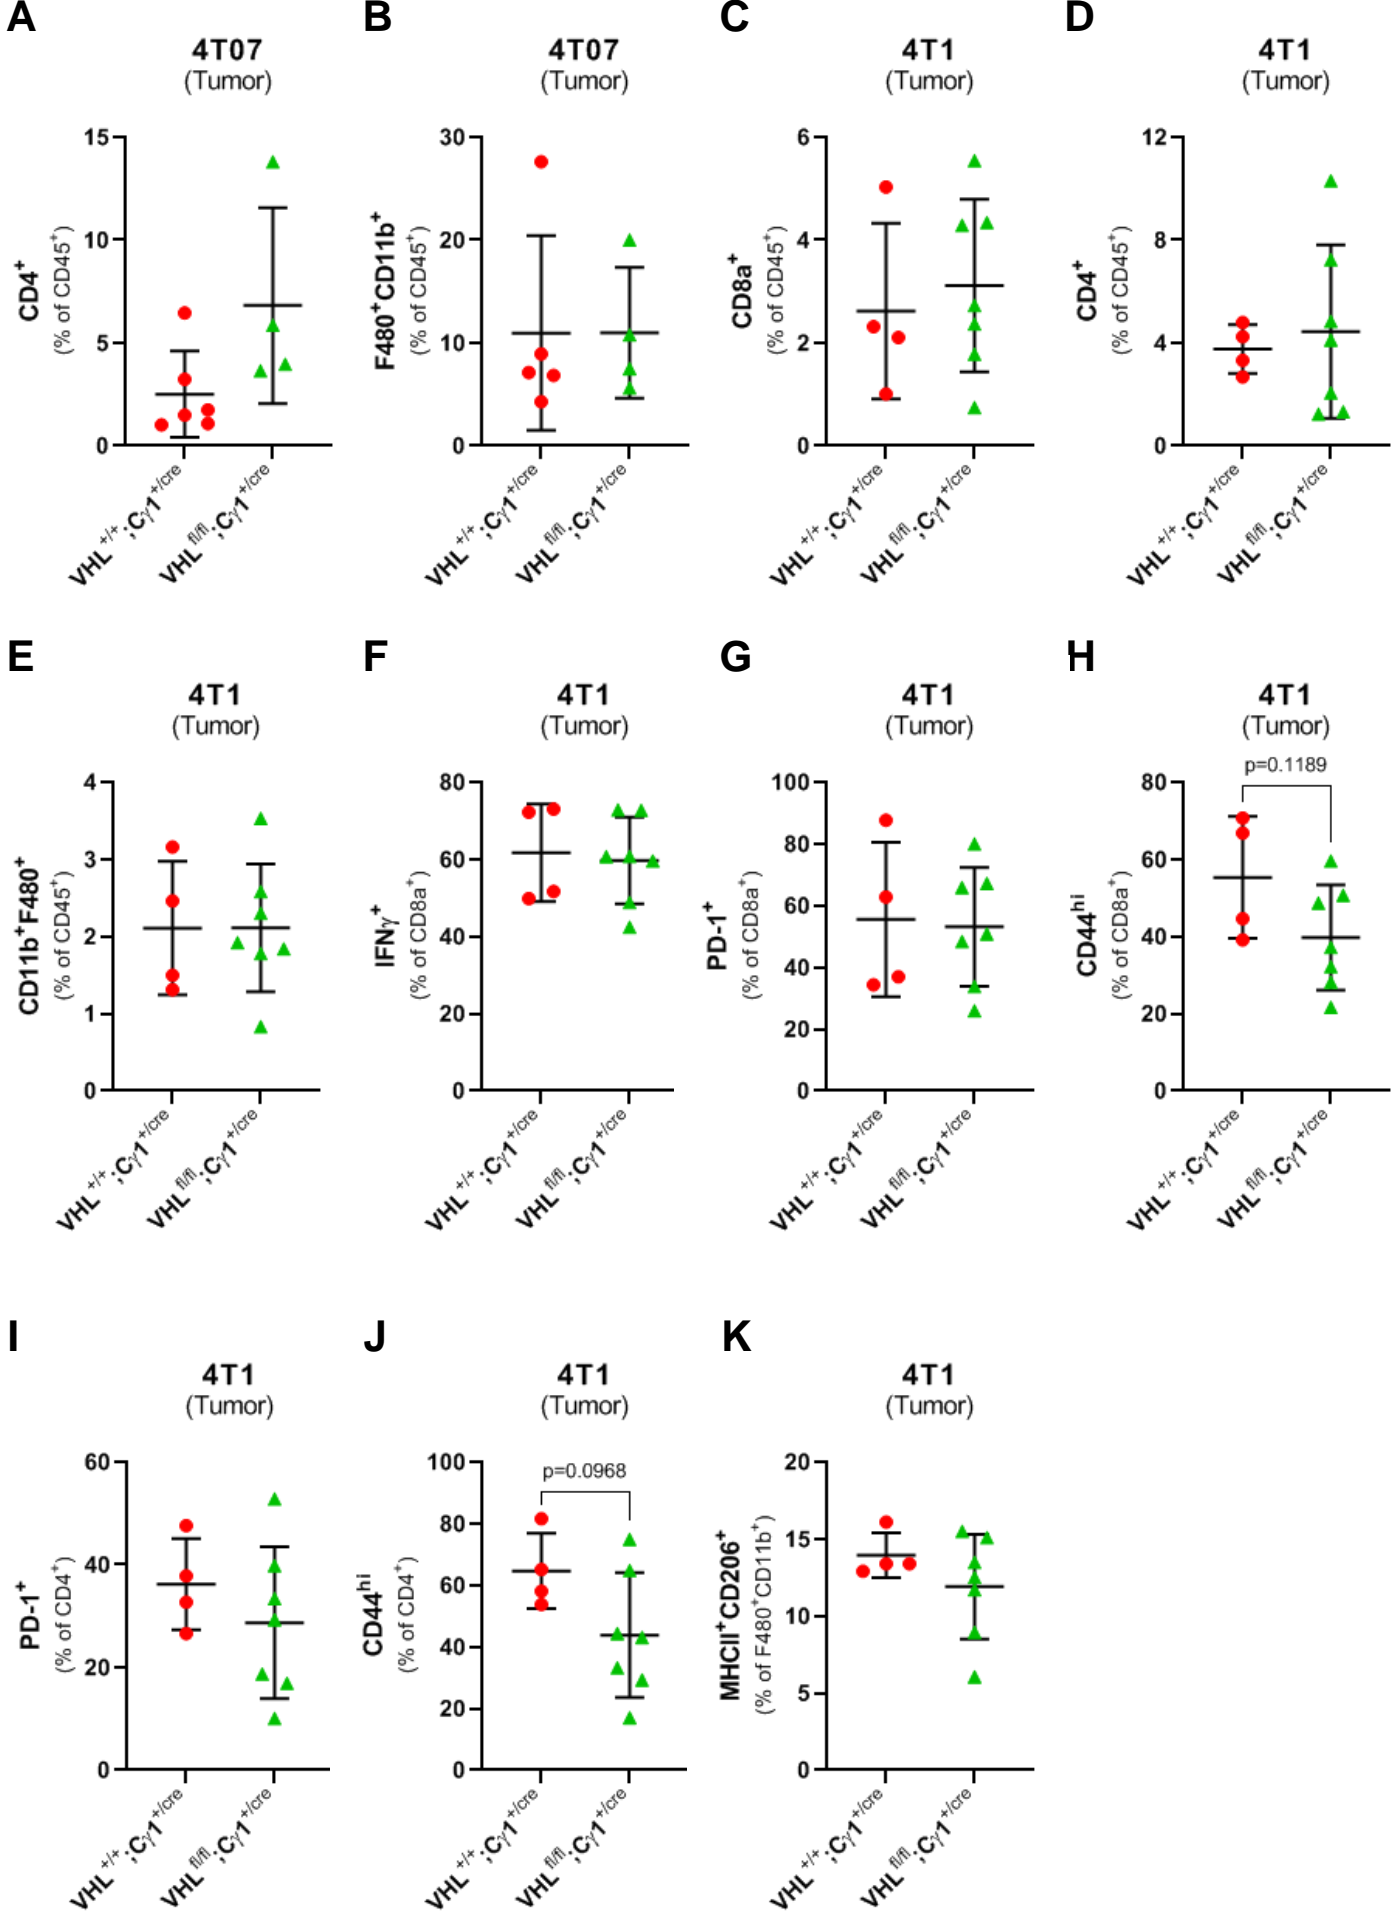 A
4T07
(Tumor)
CD4+
(% of CD45+)
15
10
5
0
VHL+/+;Cγ1+/cre
VHLfl/fl;Cγ1+/cre
B
4T07
(Tumor)
F480+CD11b+
(% of CD45+)
30
20
10
0
VHL+/+;Cγ1+/cre
VHLfl/fl;Cγ1+/cre
C
4T1
(Tumor)
CD8a+
(% of CD45+)
6
4
2
0
VHL+/+;Cγ1+/cre
VHLfl/fl;Cγ1+/cre
D
4T1
(Tumor)
CD4+
(% of CD45+)
12
8
4
0
VHL+/+;Cγ1+/cre
VHLfl/fl;Cγ1+/cre
E
4T1
(Tumor)
CD11b+F480+
(% of CD45+)
4
3
2
1
0
VHL+/+;Cγ1+/cre
VHLfl/fl;Cγ1+/cre
F
4T1
(Tumor)
IFNγ+
(% of CD8a+)
80
60
40
20
0
VHL+/+;Cγ1+/cre
VHLfl/fl;Cγ1+/cre
G
4T1
(Tumor)
PD-1+
(% of CD8a+)
100
80
60
40
20
0
VHL+/+;Cγ1+/cre
VHLfl/fl;Cγ1+/cre
H
4T1
(Tumor)
p=0.1189
CD44hi
(% of CD8a+)
80
60
40
20
0
VHL+/+;Cγ1+/cre
VHLfl/fl;Cγ1+/cre
I
4T1
(Tumor)
PD-1+
(% of CD4+)
60
40
20
0
VHL+/+;Cγ1+/cre
VHLfl/fl;Cγ1+/cre
J
4T1
(Tumor)
p=0.0968
CD44hi
(% of CD4+)
100
80
60
40
20
0
VHL+/+;Cγ1+/cre
VHLfl/fl;Cγ1+/cre
K
4T1
(Tumor)
MHCII+CD206+
(% of F480+CD11b+)
20
15
10
5
0
VHL+/+;Cγ1+/cre
VHLfl/fl;Cγ1+/cre